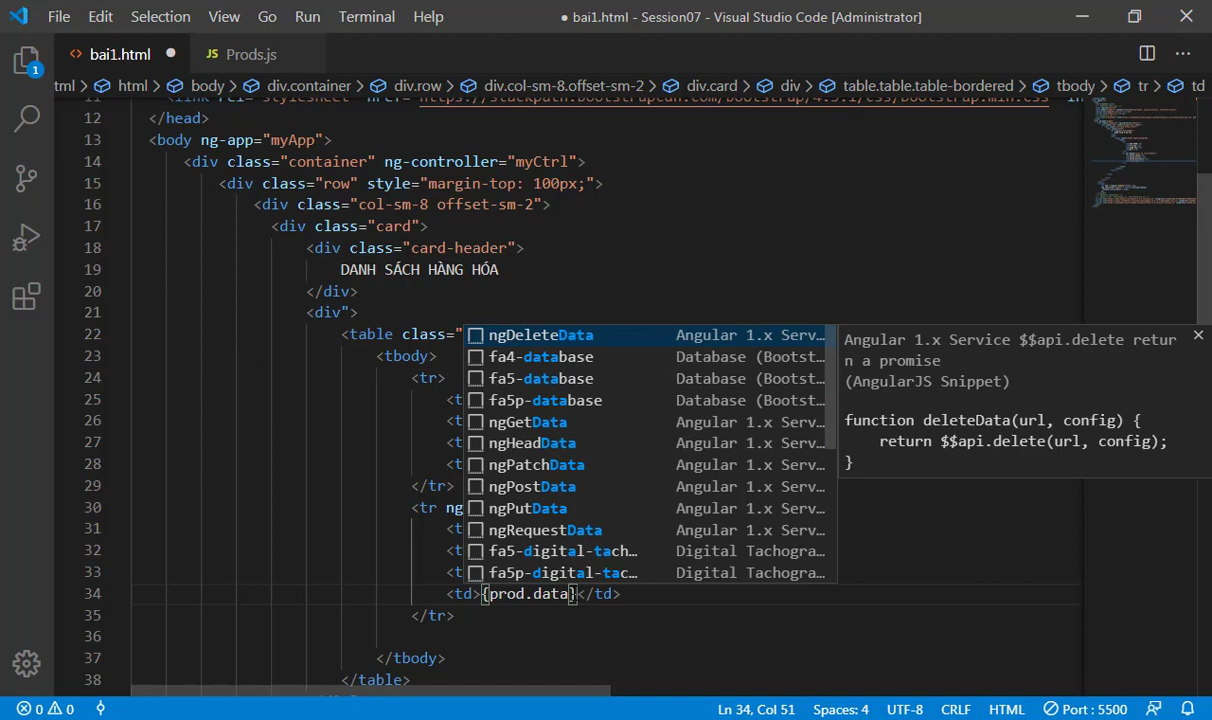 File Edit Selection View Go Run Terminal Help ● bai1.html - Session07 - Visual Studio Code [Administrator]
<> bai1.html ● JS Prods.js
1
tml > html > body > div.container > div.row > div.col-sm-8.offset-sm-2 > div.card > div > table.table.table-bordered > tbody > tr > td
12 </head>
13 <body ng-app="myApp">
14 <div class="container" ng-controller="myCtrl">
15 <div class="row" style="margin-top: 100px;">
16 <div class="col-sm-8 offset-sm-2">
17 <div class="card">
18 <div class="card-header">
19 DANH SÁCH HÀNG HÓA
20 </div>
21 <div">
22 <table class="
23 <tbody>
24 <tr>
25 <t
26 <t
27 <t
28 <t
29 </tr>
30 <tr ng
31 <t
32 <t
33 <t
34 <td>{prod.data}</td>
35 </tr>
36
37 </tbody>
38 </table>
ngDeleteData Angular 1.x Serv…
fa4-database Database (Bootst…
fa5-database Database (Bootst…
fa5p-database Database (Bootst…
ngGetData Angular 1.x Serv…
ngHeadData Angular 1.x Serv…
ngPatchData Angular 1.x Serv…
ngPostData Angular 1.x Serv…
ngPutData Angular 1.x Serv…
ngRequestData Angular 1.x Serv…
fa5-digital-tach… Digital Tachogra…
fa5p-digital-tac… Digital Tachogra…
Angular 1.x Service $$api.delete retur
n a promise
(AngularJS Snippet)
function deleteData(url, config) {
return $$api.delete(url, config);
}
0 0 Ln 34, Col 51 Spaces: 4 UTF-8 CRLF HTML Port : 5500